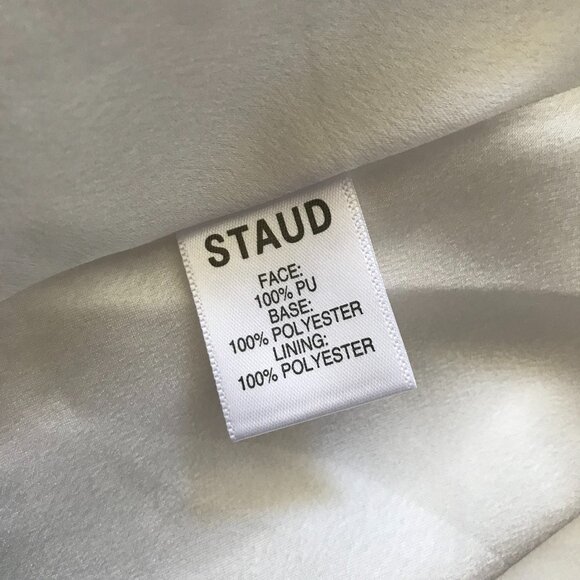 STAUD
FACE:
100% PU
BASE:
100% POLYESTER
LINING:
100% POLYESTER